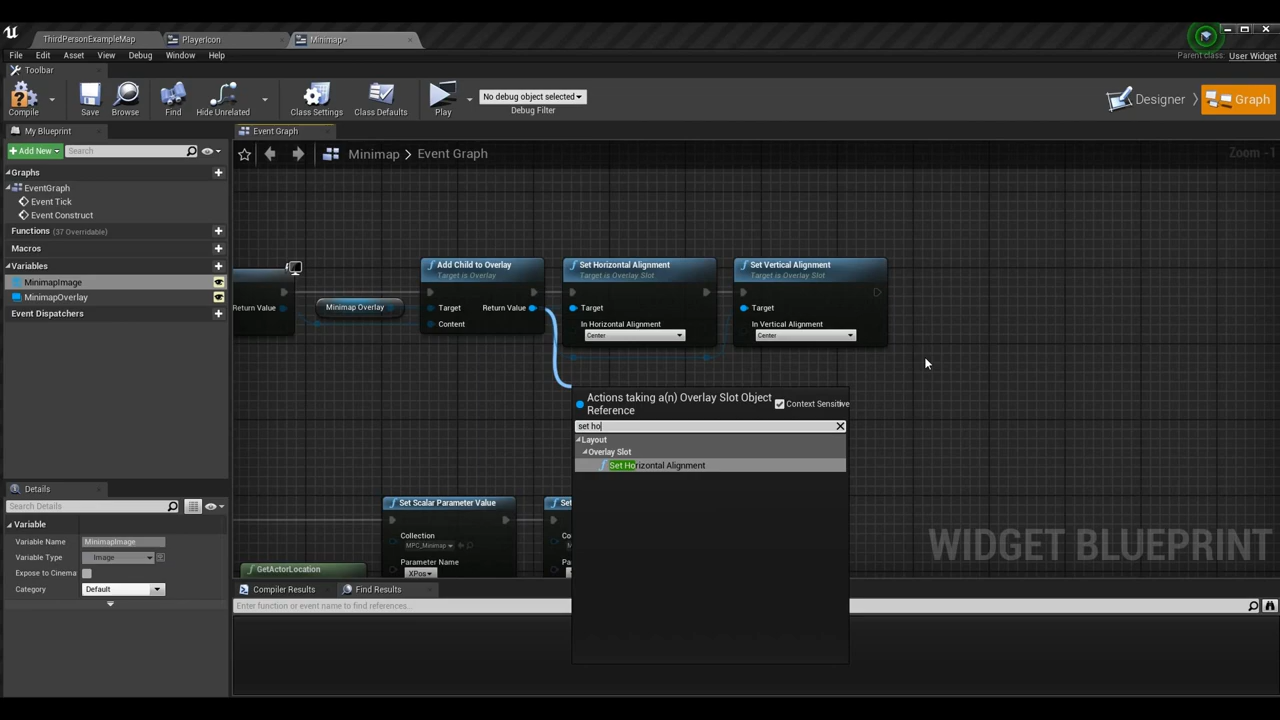 ThirdPersonExampleMap
PlayerIcon
Minimap*
File Edit Asset View Debug Window Help
Parent class: User Widget
Toolbar
Compile
Save
Browse
Find
Hide Unrelated
Class Settings
Class Defaults
Play
No debug object selected
Debug Filter
Designer
Graph
My Blueprint
Event Graph
Add New
Search
Minimap > Event Graph
Zoom -1
Graphs
EventGraph
Event Tick
Event Construct
Functions (37 Overridable)
Macros
Variables
MinimapImage
MinimapOverlay
Event Dispatchers
Return Value
Minimap Overlay
Add Child to Overlay
Target is Overlay
Target
Return Value
Content
Set Horizontal Alignment
Target is Overlay Slot
Target
In Horizontal Alignment
Center
Set Vertical Alignment
Target is Overlay Slot
Target
In Vertical Alignment
Center
Actions taking a(n) Overlay Slot Object
Reference
Context Sensitive
set ho
Layout
Overlay Slot
Set Horizontal Alignment
Set Scalar Parameter Value
Collection
MPC_Minimap
Parameter Name
XPos
GetActorLocation
WIDGET BLUEPRINT
Details
Search Details
Variable
Variable Name MinimapImage
Variable Type Image
Expose to Cinema
Category Default
Compiler Results
Find Results
Enter function or event name to find references...